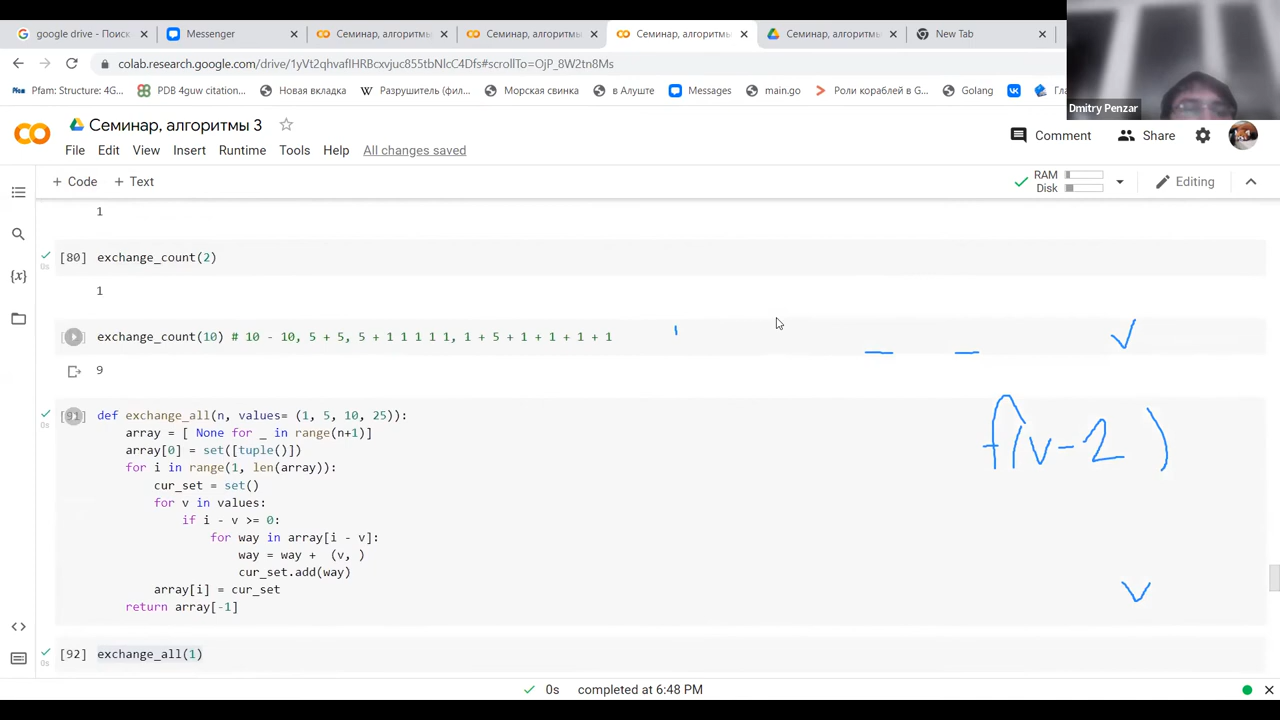 google drive - Поиск
Messenger
Семинар, алгоритмы
Семинар, алгоритмы
Семинар, алгоритмы
Семинар, алгоритмы
New Tab
colab.research.google.com/drive/1yVt2qhvaflHRBcxvjuc855tbNlcC4Dfs#scrollTo=OjP_8W2tn8Ms
Pfam: Structure: 4G...
PDB 4guw citation...
Новая вкладка
Разрушитель (фил...
Морская свинка
в Алуште
Messages
main.go
Роли кораблей в G...
Golang
Dmitry Penzar
Семинар, алгоритмы 3
Comment
Share
File Edit View Insert Runtime Tools Help All changes saved
+ Code + Text
RAM
Disk
Editing
1
[80] exchange_count(2)
0s
1
exchange_count(10) # 10 - 10, 5 + 5, 5 + 1 1 1 1 1, 1 + 5 + 1 + 1 + 1 + 1
0s
9
[91] def exchange_all(n, values= (1, 5, 10, 25)):
0s
array = [ None for _ in range(n+1)]
array[0] = set([tuple()])
for i in range(1, len(array)):
cur_set = set()
for v in values:
if i - v >= 0:
for way in array[i - v]:
way = way + (v, )
cur_set.add(way)
array[i] = cur_set
return array[-1]
v
f(v-2)
v
[92] exchange_all(1)
0s
0s completed at 6:48 PM